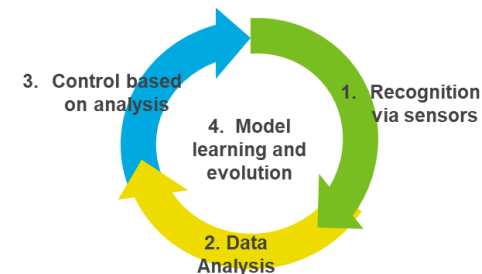 1. Recognition
via sensors
2. Data
Analysis
3. Control based
on analysis
4. Model
learning and
evolution